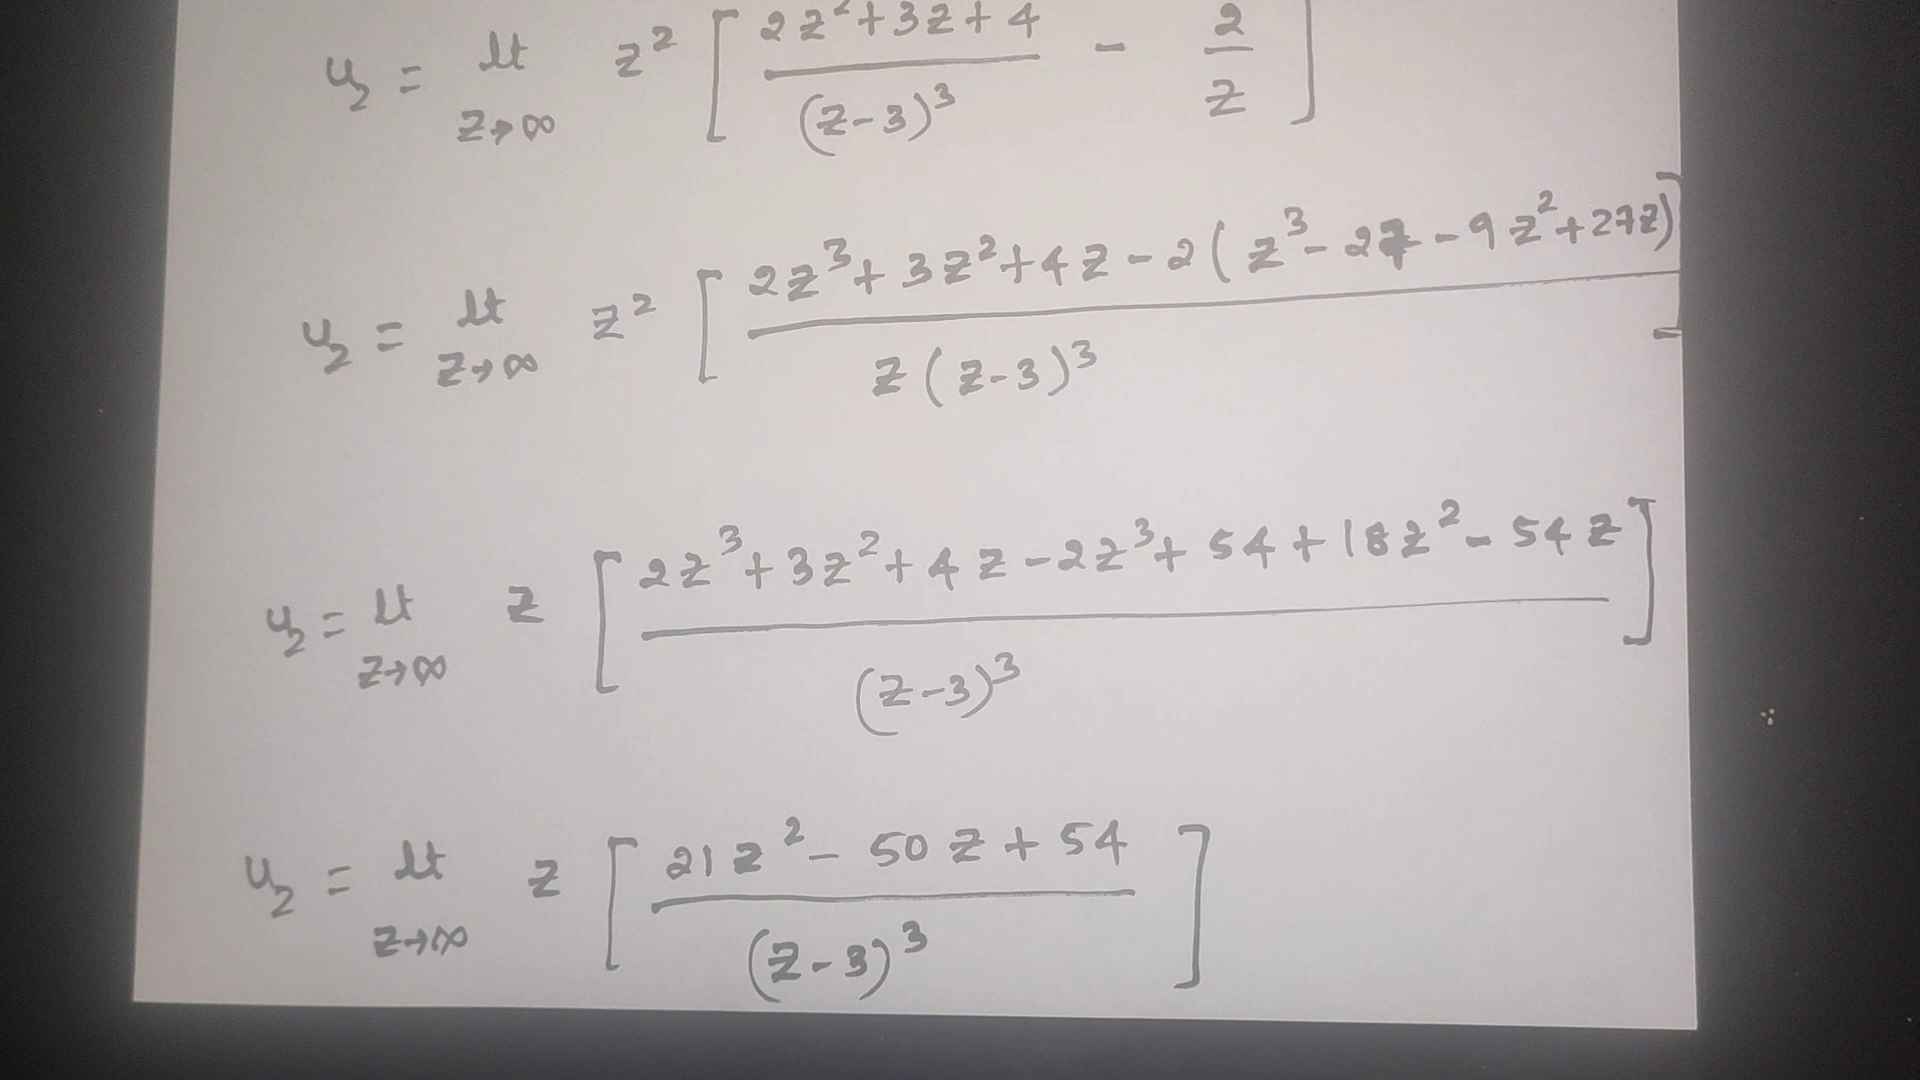 u₂ = lt z→∞ z² [ (2z²+3z+4)/(z-3)³ - 2/z ]
u₂ = lt z→∞ z² [ (2z³+3z²+4z-2(z³-27-9z²+27z))/(z(z-3)³) ]
u₂ = lt z→∞ z [ (2z³+3z²+4z-2z³+54+18z²-54z)/(z-3)³ ]
u₂ = lt z→∞ z [ (21z²-50z+54)/(z-3)³ ]